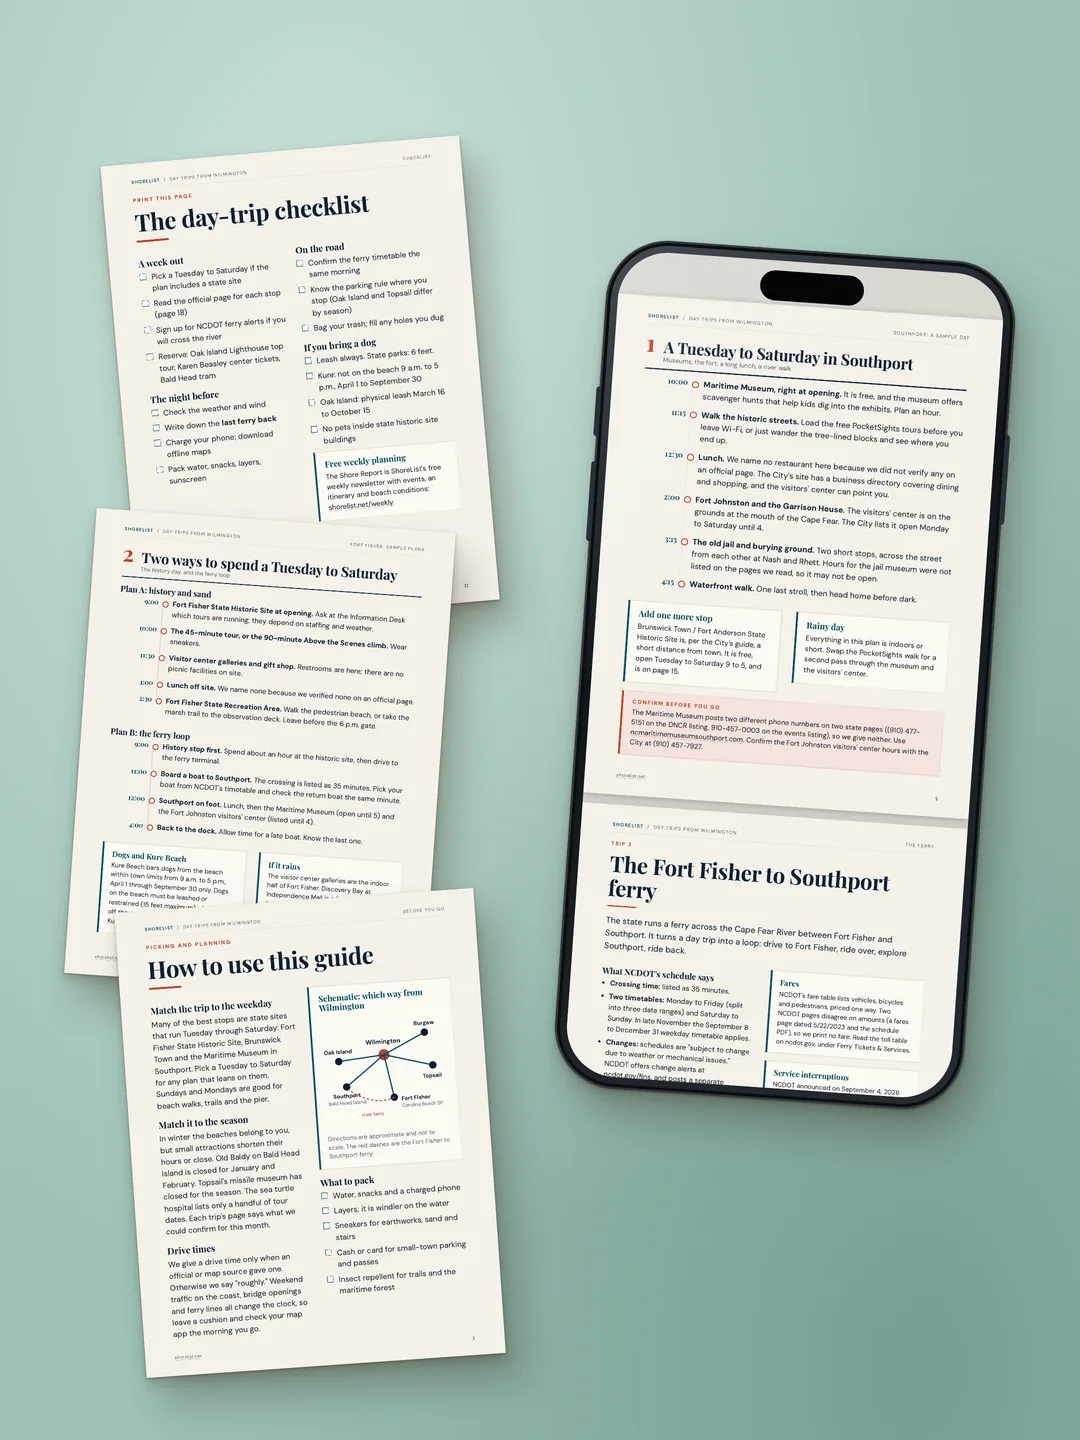 SHORELIST / DAY TRIPS FROM WILMINGTON
CHECKLIST
PRINT THIS PAGE
The day-trip checklist
A week out
Pick a Tuesday to Saturday if the
plan includes a state site
Read the official page for each stop
(page 18)
Sign up for NCDOT ferry alerts if you
will cross the river
Reserve: Oak Island Lighthouse top
tour, Karen Beasley center tickets,
Bald Head tram
The night before
Check the weather and wind
Write down the last ferry back
Charge your phone; download
offline maps
Pack water, snacks, layers,
sunscreen
On the road
Confirm the ferry timetable the
same morning
Know the parking rule where you
stop (Oak Island and Topsail differ
by season)
Bag your trash; fill any holes you dug
If you bring a dog
Leash always. State parks: 6 feet.
Kure: not on the beach 9 a.m. to 5
p.m., April 1 to September 30
Oak Island: physical leash March 16
to October 15
No pets inside state historic site
buildings
Free weekly planning
The Shore Report is ShoreList's free
weekly newsletter with events, an
itinerary and beach conditions:
shorelist.net/weekly.
17
SHORELIST / DAY TRIPS FROM WILMINGTON
FORT FISHER: SAMPLE PLANS
2 Two ways to spend a Tuesday to Saturday
The history day, and the ferry loop
Plan A: history and sand
9:00 Fort Fisher State Historic Site at opening. Ask at the Information Desk
which tours are running; they depend on staffing and weather.
10:00 The 45-minute tour, or the 90-minute Above the Scenes climb. Wear
sneakers.
11:30 Visitor center galleries and gift shop. Restrooms are here; there are no
picnic facilities on site.
1:00 Lunch off site. We name none because we verified none on an official page.
2:30 Fort Fisher State Recreation Area. Walk the pedestrian beach, or take the
marsh trail to the observation deck. Leave before the 6 p.m. gate.
Plan B: the ferry loop
9:00 History stop first. Spend about an hour at the historic site, then drive to
the ferry terminal.
11:00 Board a boat to Southport. The crossing is listed as 35 minutes. Pick your
boat from NCDOT's timetable and check the return boat the same minute.
12:00 Southport on foot. Lunch, then the Maritime Museum (open until 5) and
the Fort Johnston visitors' center (listed until 4).
4:00 Back to the dock. Allow time for a late boat. Know the last one.
Dogs and Kure Beach
Kure Beach bars dogs from the beach
within town limits from 9 a.m. to 5 p.m.,
April 1 through September 30 only. Dogs
on the beach must be leashed or
restrained (15 feet maximum)
off
Ku
If it rains
The visitor center galleries are the indoor
half of Fort Fisher. Discovery Bay at
Independence Mall is
SHORELIST / DAY TRIPS FROM WILMINGTON
BEFORE YOU GO
PICKING AND PLANNING
How to use this guide
Match the trip to the weekday
Many of the best stops are state sites
that run Tuesday through Saturday: Fort
Fisher State Historic Site, Brunswick
Town and the Maritime Museum in
Southport. Pick a Tuesday to Saturday
for any plan that leans on them.
Sundays and Mondays are good for
beach walks, trails and the pier.
Match it to the season
In winter the beaches belong to you,
but small attractions shorten their
hours or close. Old Baldy on Bald Head
Island is closed for January and
February. Topsail's missile museum has
closed for the season. The sea turtle
hospital lists only a handful of tour
dates. Each trip's page says what we
could confirm for this month.
Drive times
We give a drive time only when an
official or map source gave one.
Otherwise we say "roughly." Weekend
traffic on the coast, bridge openings
and ferry lines all change the clock, so
leave a cushion and check your map
app the morning you go.
Schematic: which way from
Wilmington
Burgaw
Wilmington
Oak Island
Topsail
Southport
Bald Head Island
Fort Fisher
Carolina Beach SP
river ferry
Directions are approximate and not to
scale. The red dashes are the Fort Fisher to
Southport ferry.
What to pack
Water, snacks and a charged phone
Layers; it is windier on the water
Sneakers for earthworks, sand and
stairs
Cash or card for small-town parking
and passes
Insect repellent for trails and the
maritime forest
shorelist.net
3
SHORELIST / DAY TRIPS FROM WILMINGTON
SOUTHPORT: A SAMPLE DAY
1 A Tuesday to Saturday in Southport
Museums, the fort, a long lunch, a river walk
10:00 Maritime Museum, right at opening. It is free, and the museum offers
scavenger hunts that help kids dig into the exhibits. Plan an hour.
11:15 Walk the historic streets. Load the free PocketSights tours before you
leave Wi-Fi, or just wander the tree-lined blocks and see where you
end up.
12:30 Lunch. We name no restaurant here because we did not verify any on
an official page. The City's site has a business directory covering dining
and shopping, and the visitors' center can point you.
2:00 Fort Johnston and the Garrison House. The visitors' center is on the
grounds at the mouth of the Cape Fear. The City lists it open Monday
to Saturday until 4.
3:15 The old jail and burying ground. Two short stops, across the street
from each other at Nash and Rhett. Hours for the jail museum were not
listed on the pages we read, so it may not be open.
4:15 Waterfront walk. One last stroll, then head home before dark.
Add one more stop
Brunswick Town / Fort Anderson State
Historic Site is, per the City's guide, a
short distance from town. It is free,
open Tuesday to Saturday 9 to 5, and
is on page 15.
Rainy day
Everything in this plan is indoors or
short. Swap the PocketSights walk for a
second pass through the museum and
the visitors' center.
CONFIRM BEFORE YOU GO
The Maritime Museum posts two different phone numbers on two state pages ((910) 477-
5151 on the DNCR listing, 910-457-0003 on the events listing), so we give neither. Use
ncmaritimemuseumsouthport.com. Confirm the Fort Johnston visitors' center hours with the
City at (910) 457-7927.
shorelist.net
5
SHORELIST / DAY TRIPS FROM WILMINGTON
THE FERRY
TRIP 2
The Fort Fisher to Southport
ferry
The state runs a ferry across the Cape Fear River between Fort Fisher and
Southport. It turns a day trip into a loop: drive to Fort Fisher, ride over, explore
Southport, ride back.
What NCDOT's schedule says
• Crossing time: listed as 35 minutes.
• Two timetables: Monday to Friday (split
into three date ranges) and Saturday to
Sunday. In late November the September 8
to December 31 weekday timetable applies.
• Changes: schedules are "subject to change
due to weather or mechanical issues."
NCDOT offers change alerts at
ncdot.gov/fins, and posts a separate
Fares
NCDOT's fare table lists vehicles, bicycles
and pedestrians, priced one way. Two
NCDOT pages disagree on amounts (a fares
page dated 5/22/2023 and the schedule
PDF), so we print no fare. Read the toll table
on ncdot.gov, under Ferry Tickets & Services.
Service interruptions
NCDOT announced on September 4, 2026